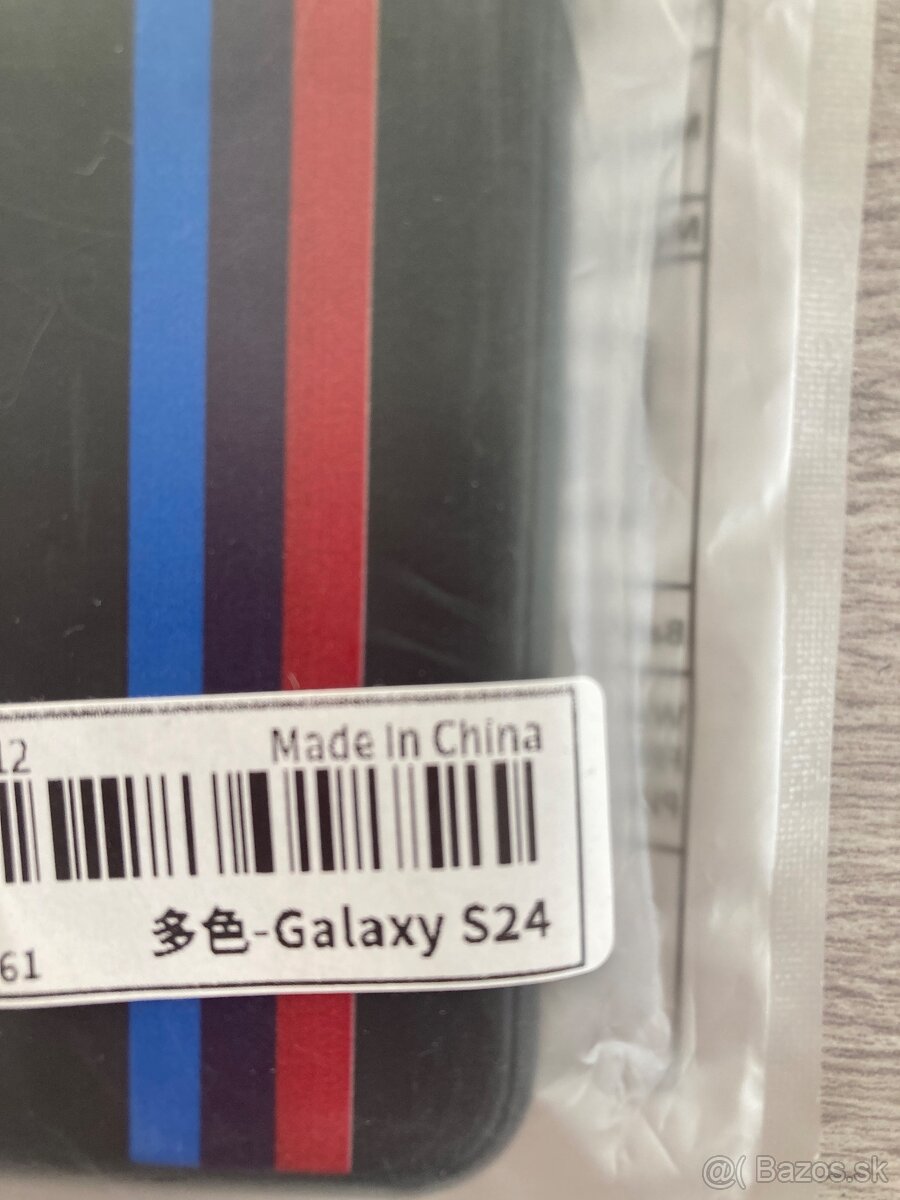 12
Made In China
多色-Galaxy S24
61
@( Bazos.sk